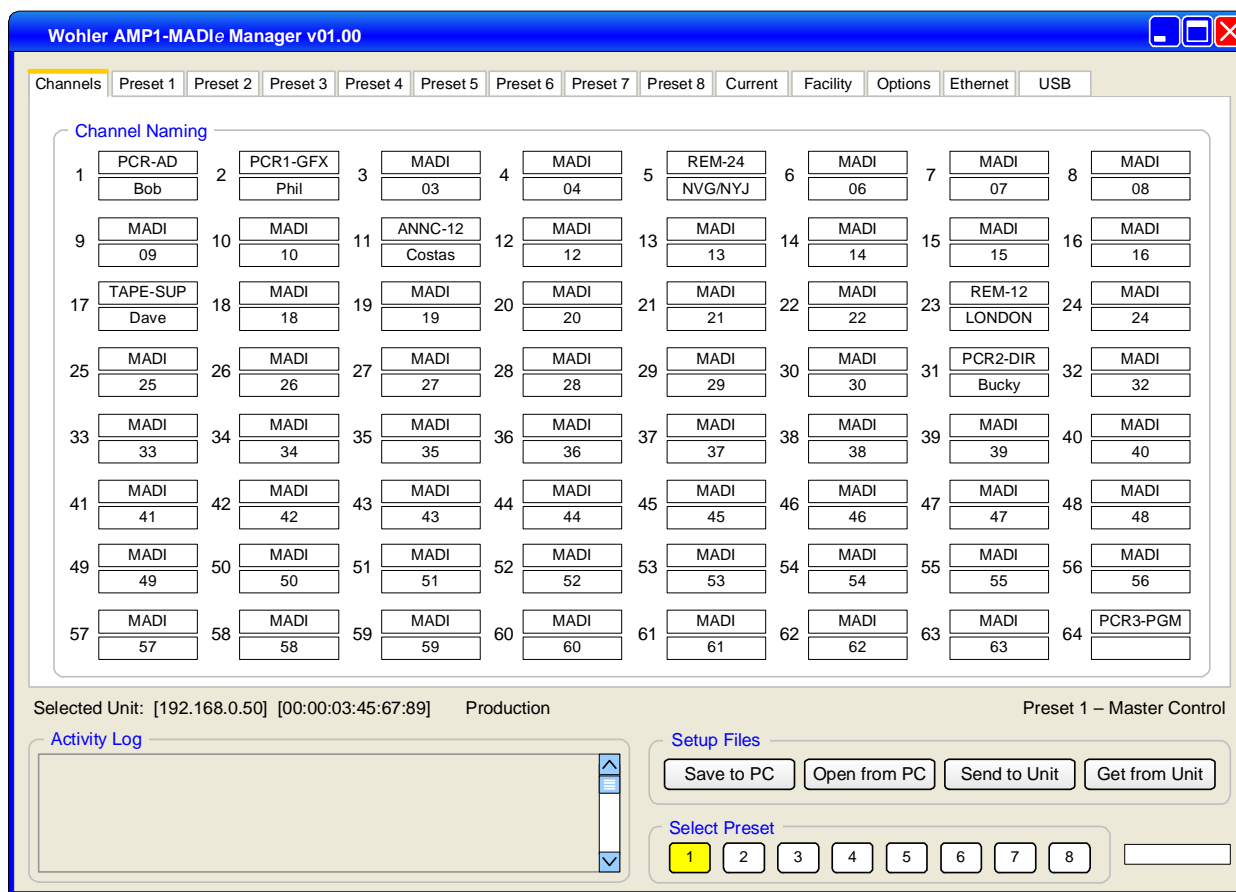 Wohler AMP1-MADIe Manager v01.00
Channels Preset 1 Preset 2 Preset 3 Preset 4 Preset 5 Preset 6 Preset 7 Preset 8 Current Facility Options Ethernet USB
Channel Naming
1 PCR-AD 2 PCR1-GFX 3 MADI 4 MADI 5 REM-24 6 MADI 7 MADI 8 MADI
Bob Phil 03 04 NVG/NYJ 06 07 08
9 MADI 10 MADI 11 ANNC-12 12 MADI 13 MADI 14 MADI 15 MADI 16 MADI
09 10 Costas 12 13 14 15 16
17 TAPE-SUP 18 MADI 19 MADI 20 MADI 21 MADI 22 MADI 23 REM-12 24 MADI
Dave 18 19 20 21 22 LONDON 24
25 MADI 26 MADI 27 MADI 28 MADI 29 MADI 30 MADI 31 PCR2-DIR 32 MADI
25 26 27 28 29 30 Bucky 32
33 MADI 34 MADI 35 MADI 36 MADI 37 MADI 38 MADI 39 MADI 40 MADI
33 34 35 36 37 38 39 40
41 MADI 42 MADI 43 MADI 44 MADI 45 MADI 46 MADI 47 MADI 48 MADI
41 42 43 44 45 46 47 48
49 MADI 50 MADI 51 MADI 52 MADI 53 MADI 54 MADI 55 MADI 56 MADI
49 50 51 52 53 54 55 56
57 MADI 58 MADI 59 MADI 60 MADI 61 MADI 62 MADI 63 MADI 64 PCR3-PGM
57 58 59 60 61 62 63
Selected Unit: [192.168.0.50] [00:00:03:45:67:89] Production Preset 1 – Master Control
Activity Log
Setup Files
Save to PC Open from PC Send to Unit Get from Unit
Select Preset
1 2 3 4 5 6 7 8